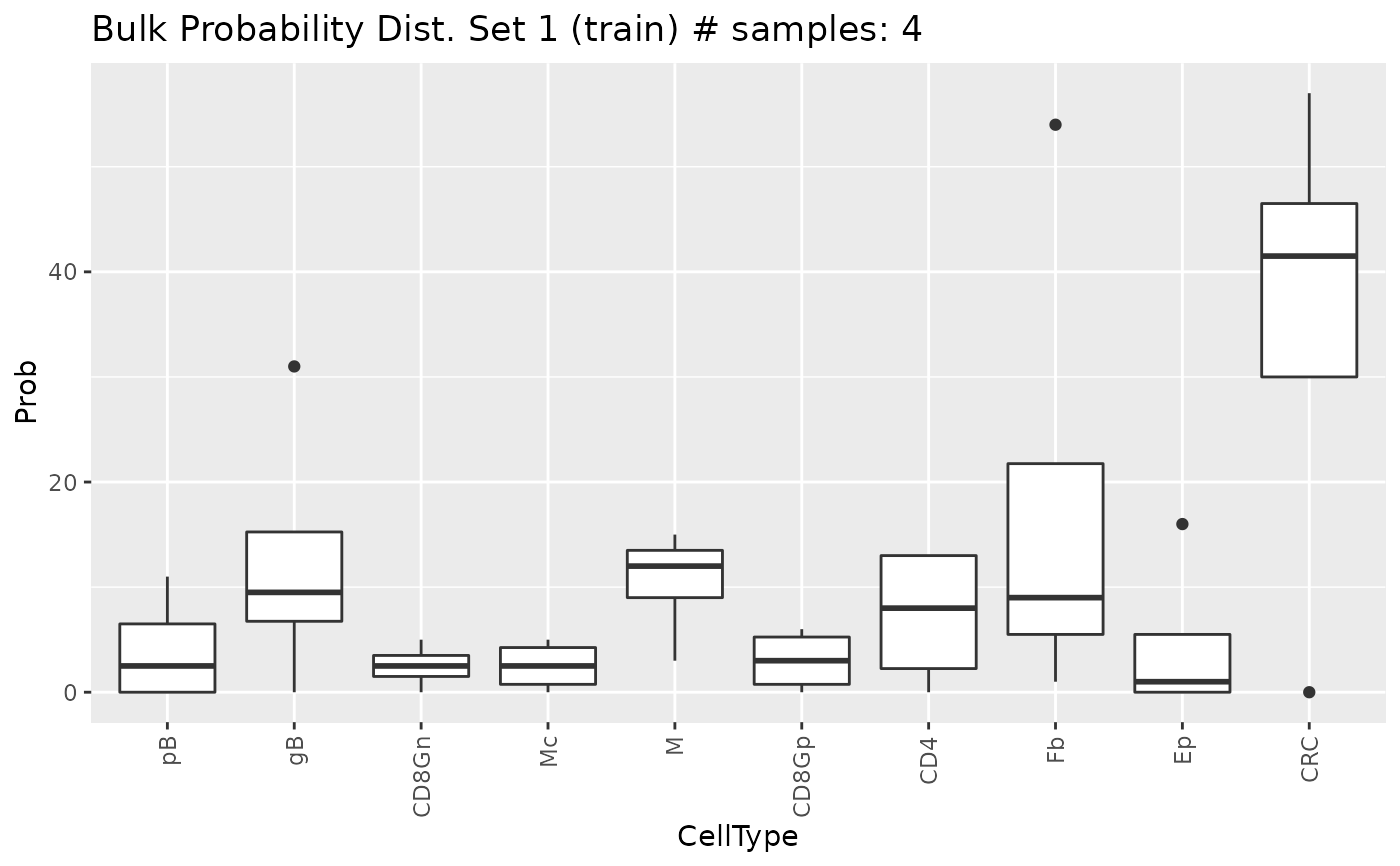 Bulk Probability Dist. Set 1 (train) # samples: 4
Prob
40
20
0
pB
gB
CD8Gn
Mc
M
CD8Gp
CD4
Fb
Ep
CRC
CellType